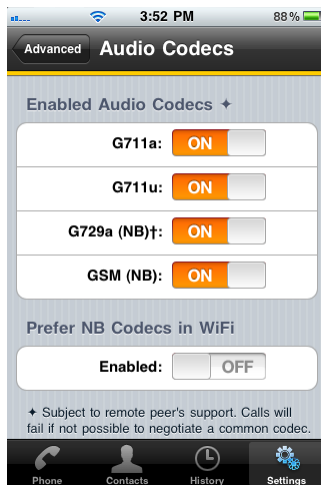 3:52 PM 88%
Advanced Audio Codecs
Enabled Audio Codecs ✦
G711a: ON
G711u: ON
G729a (NB)†: ON
GSM (NB): ON
Prefer NB Codecs in WiFi
Enabled: OFF
✦ Subject to remote peer's support. Calls will
fail if not possible to negotiate a common codec.
Phone Contacts History Settings